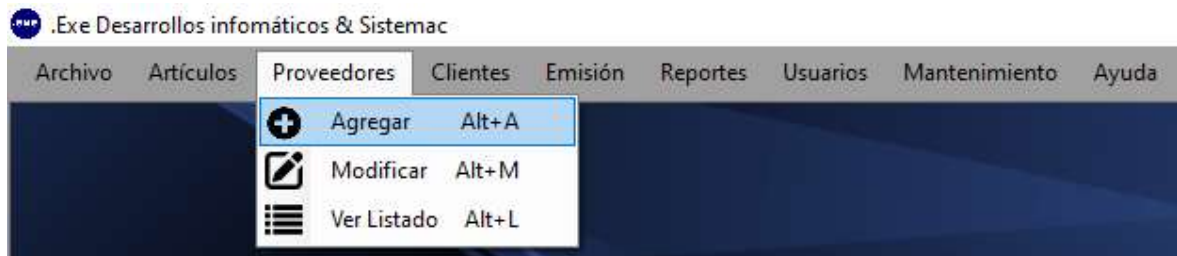 .exe .Exe Desarrollos infomáticos & Sistemac
Archivo Artículos Proveedores Clientes Emisión Reportes Usuarios Mantenimiento Ayuda
Agregar Alt+A
Modificar Alt+M
Ver Listado Alt+L